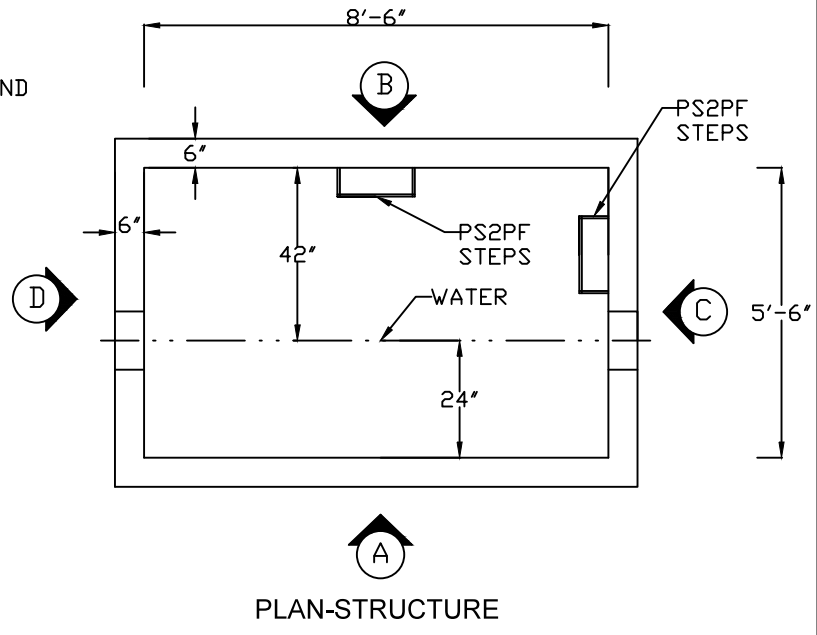 8'-6"
ND
B
PS2PF
STEPS
6"
6"
42"
PS2PF
STEPS
D
WATER
C
5'-6"
24"
A
PLAN-STRUCTURE